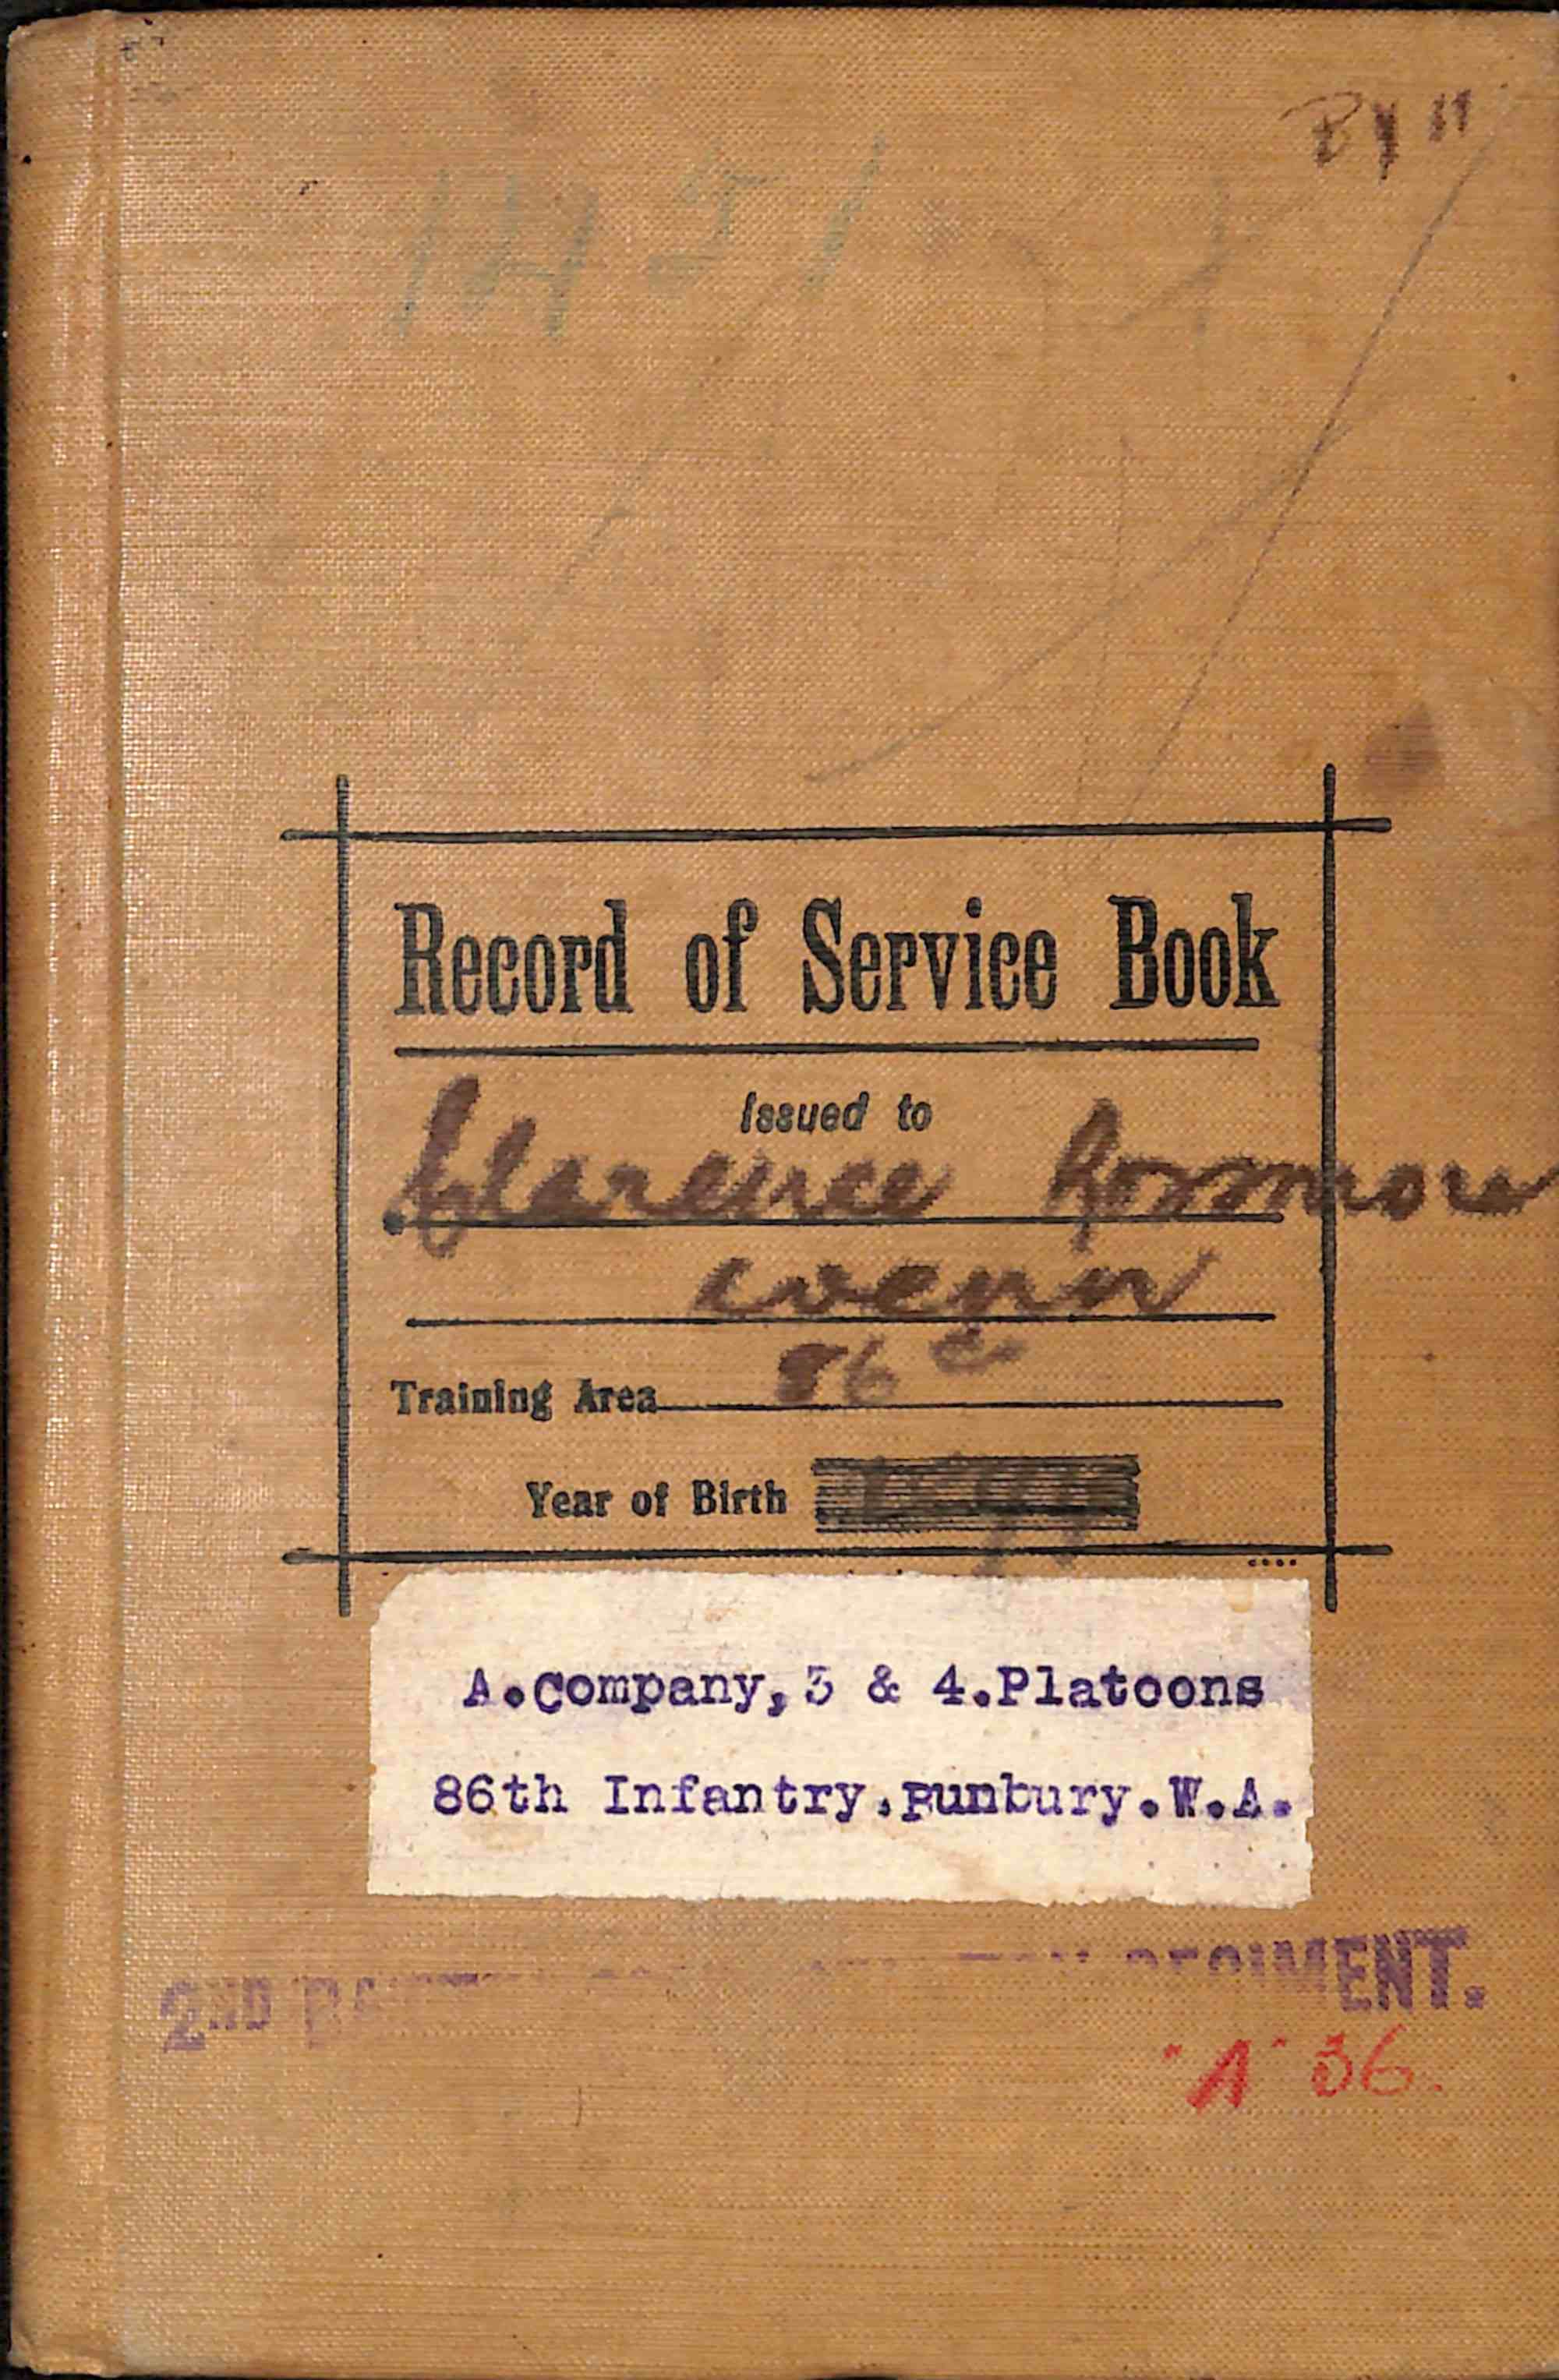 Record of Service Book
Issued to
Clarence
Wenn
Training Area 86
Year of Birth
A.Company,3 & 4.Platoons
86th Infantry.Bunbury.W.A.
2ND REGIMENT.
"A" 36.